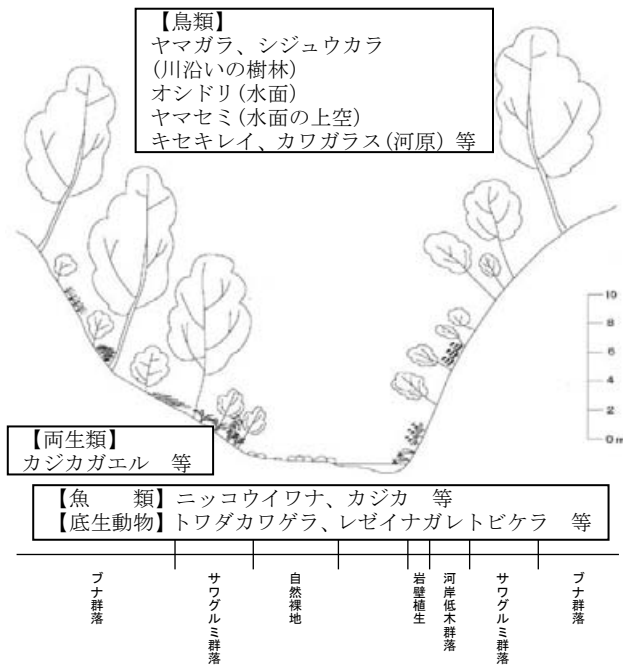 【鳥類】
ヤマガラ、シジュウカラ
(川沿いの樹林)
オシドリ(水面)
ヤマセミ(水面の上空)
キセキレイ、カワガラス(河原) 等
10
8
6
4
2
0 m
【両生類】
カジカガエル 等
【魚　類】ニッコウイワナ、カジカ 等
【底生動物】トワダカワゲラ、レゼイナガレトビケラ 等
ブナ群落
サワグルミ群落
自然裸地
岩壁植生
河岸低木群落
サワグルミ群落
ブナ群落